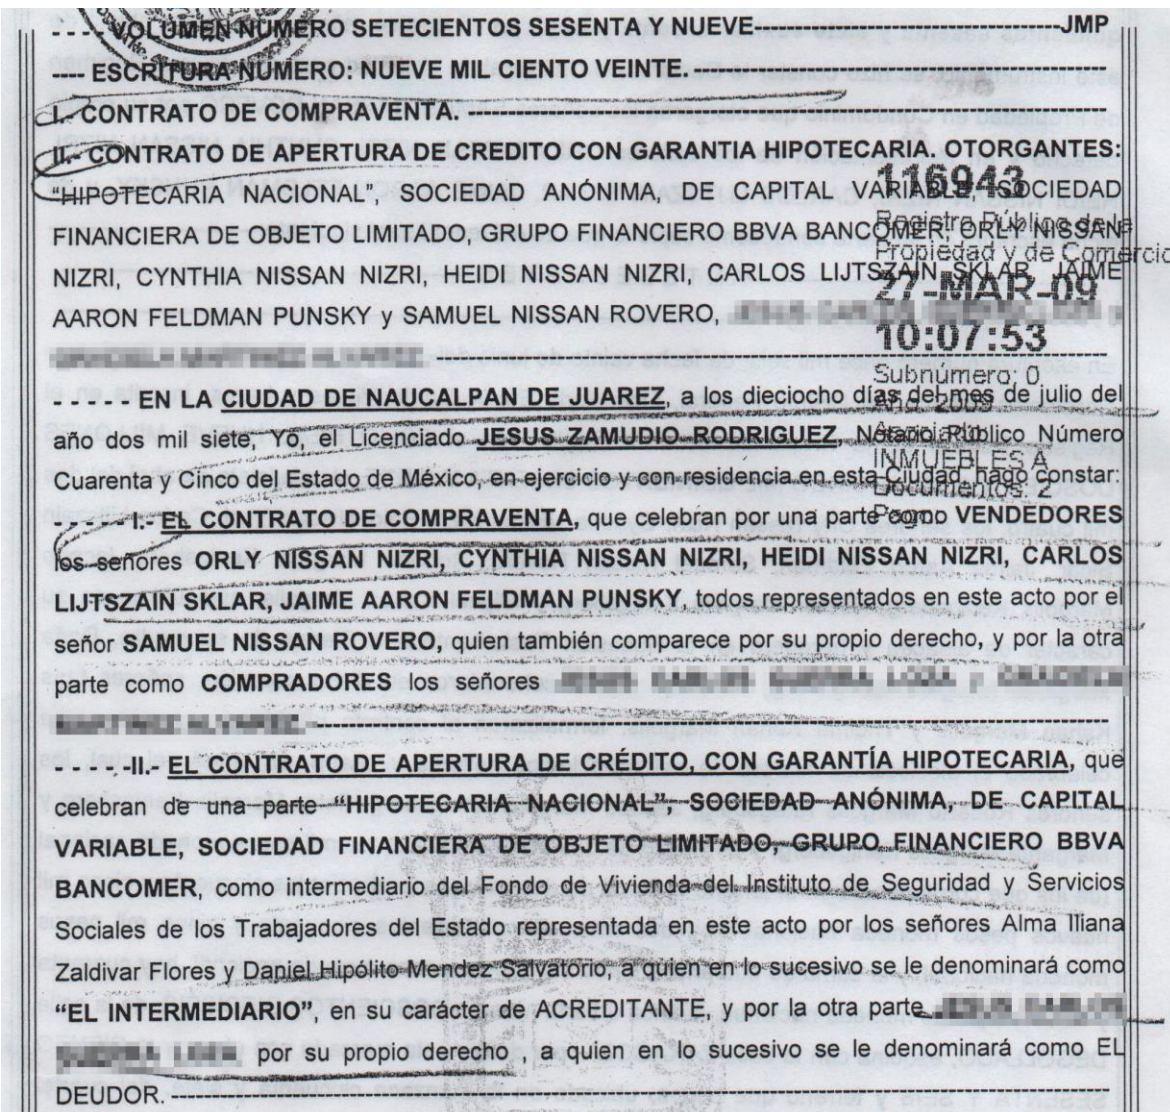 - - - - VOLUMEN NÚMERO SETECIENTOS SESENTA Y NUEVE-----------------------------------JMP
---- ESCRITURA NÚMERO: NUEVE MIL CIENTO VEINTE. ---------------------------------------------
I.- CONTRATO DE COMPRAVENTA. ----------------------------------------------------------------------
II.- CONTRATO DE APERTURA DE CREDITO CON GARANTIA HIPOTECARIA. OTORGANTES:
"HIPOTECARIA NACIONAL", SOCIEDAD ANÓNIMA, DE CAPITAL VARIABLE, SOCIEDAD
FINANCIERA DE OBJETO LIMITADO, GRUPO FINANCIERO BBVA BANCOMER, ORLY NISSAN
NIZRI, CYNTHIA NISSAN NIZRI, HEIDI NISSAN NIZRI, CARLOS LIJTSZAIN SKLAR, JAIME
AARON FELDMAN PUNSKY y SAMUEL NISSAN ROVERO,
116943
Registro Público de la
Propiedad y de Comercio
27-MAR-09
10:07:53
Subnúmero: 0
Año: 2009
INMUEBLES A
Documentos: 2
Pagno:
- - - - - EN LA CIUDAD DE NAUCALPAN DE JUAREZ, a los dieciocho días del mes de julio del
año dos mil siete, Yo, el Licenciado JESUS ZAMUDIO RODRIGUEZ, Notario Público Número
Cuarenta y Cinco del Estado de México, en ejercicio y con residencia en esta Ciudad, hago constar:
- - - - - I.- EL CONTRATO DE COMPRAVENTA, que celebran por una parte como VENDEDORES
los señores ORLY NISSAN NIZRI, CYNTHIA NISSAN NIZRI, HEIDI NISSAN NIZRI, CARLOS
LIJTSZAIN SKLAR, JAIME AARON FELDMAN PUNSKY, todos representados en este acto por el
señor SAMUEL NISSAN ROVERO, quien también comparece por su propio derecho, y por la otra
parte como COMPRADORES los señores
- - - - -II.- EL CONTRATO DE APERTURA DE CRÉDITO, CON GARANTÍA HIPOTECARIA, que
celebran de una parte "HIPOTECARIA NACIONAL", SOCIEDAD ANÓNIMA, DE CAPITAL
VARIABLE, SOCIEDAD FINANCIERA DE OBJETO LIMITADO, GRUPO FINANCIERO BBVA
BANCOMER, como intermediario del Fondo de Vivienda del Instituto de Seguridad y Servicios
Sociales de los Trabajadores del Estado representada en este acto por los señores Alma Iliana
Zaldivar Flores y Daniel Hipólito Mendez Salvatorio, a quien en lo sucesivo se le denominará como
"EL INTERMEDIARIO", en su carácter de ACREDITANTE, y por la otra parte
por su propio derecho , a quien en lo sucesivo se le denominará como EL
DEUDOR. ---------------------------------------------------------------------------------------------